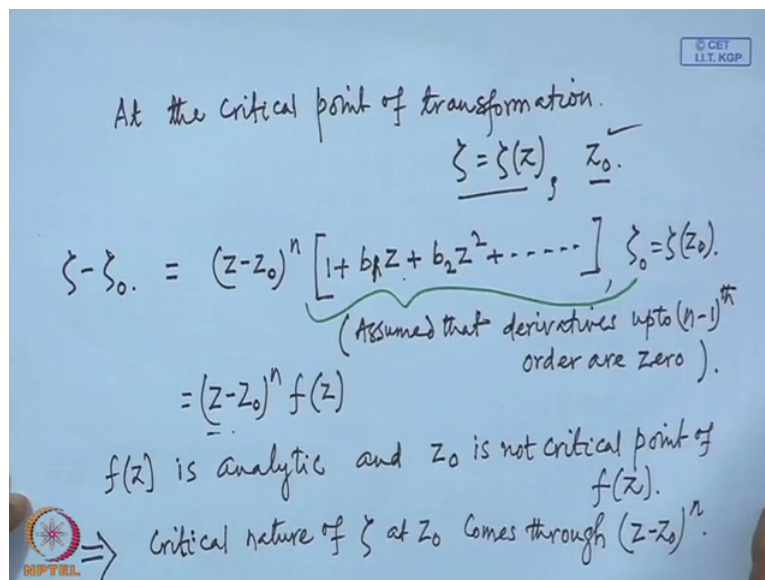 © CET
I.I.T. KGP
At the critical point of transformation.
ζ = ζ(z), z₀.
ζ - ζ₀. = (z-z₀)ⁿ [1 + b₁z + b₂z² + ......], ζ₀ = ζ(z₀).
(Assumed that derivatives upto (n-1)ᵗʰ
order are zero).
= (z-z₀)ⁿ f(z)
f(z) is analytic and z₀ is not critical point of
f(z).
⇒ Critical nature of ζ at z₀ comes through (z-z₀)ⁿ.
NPTEL